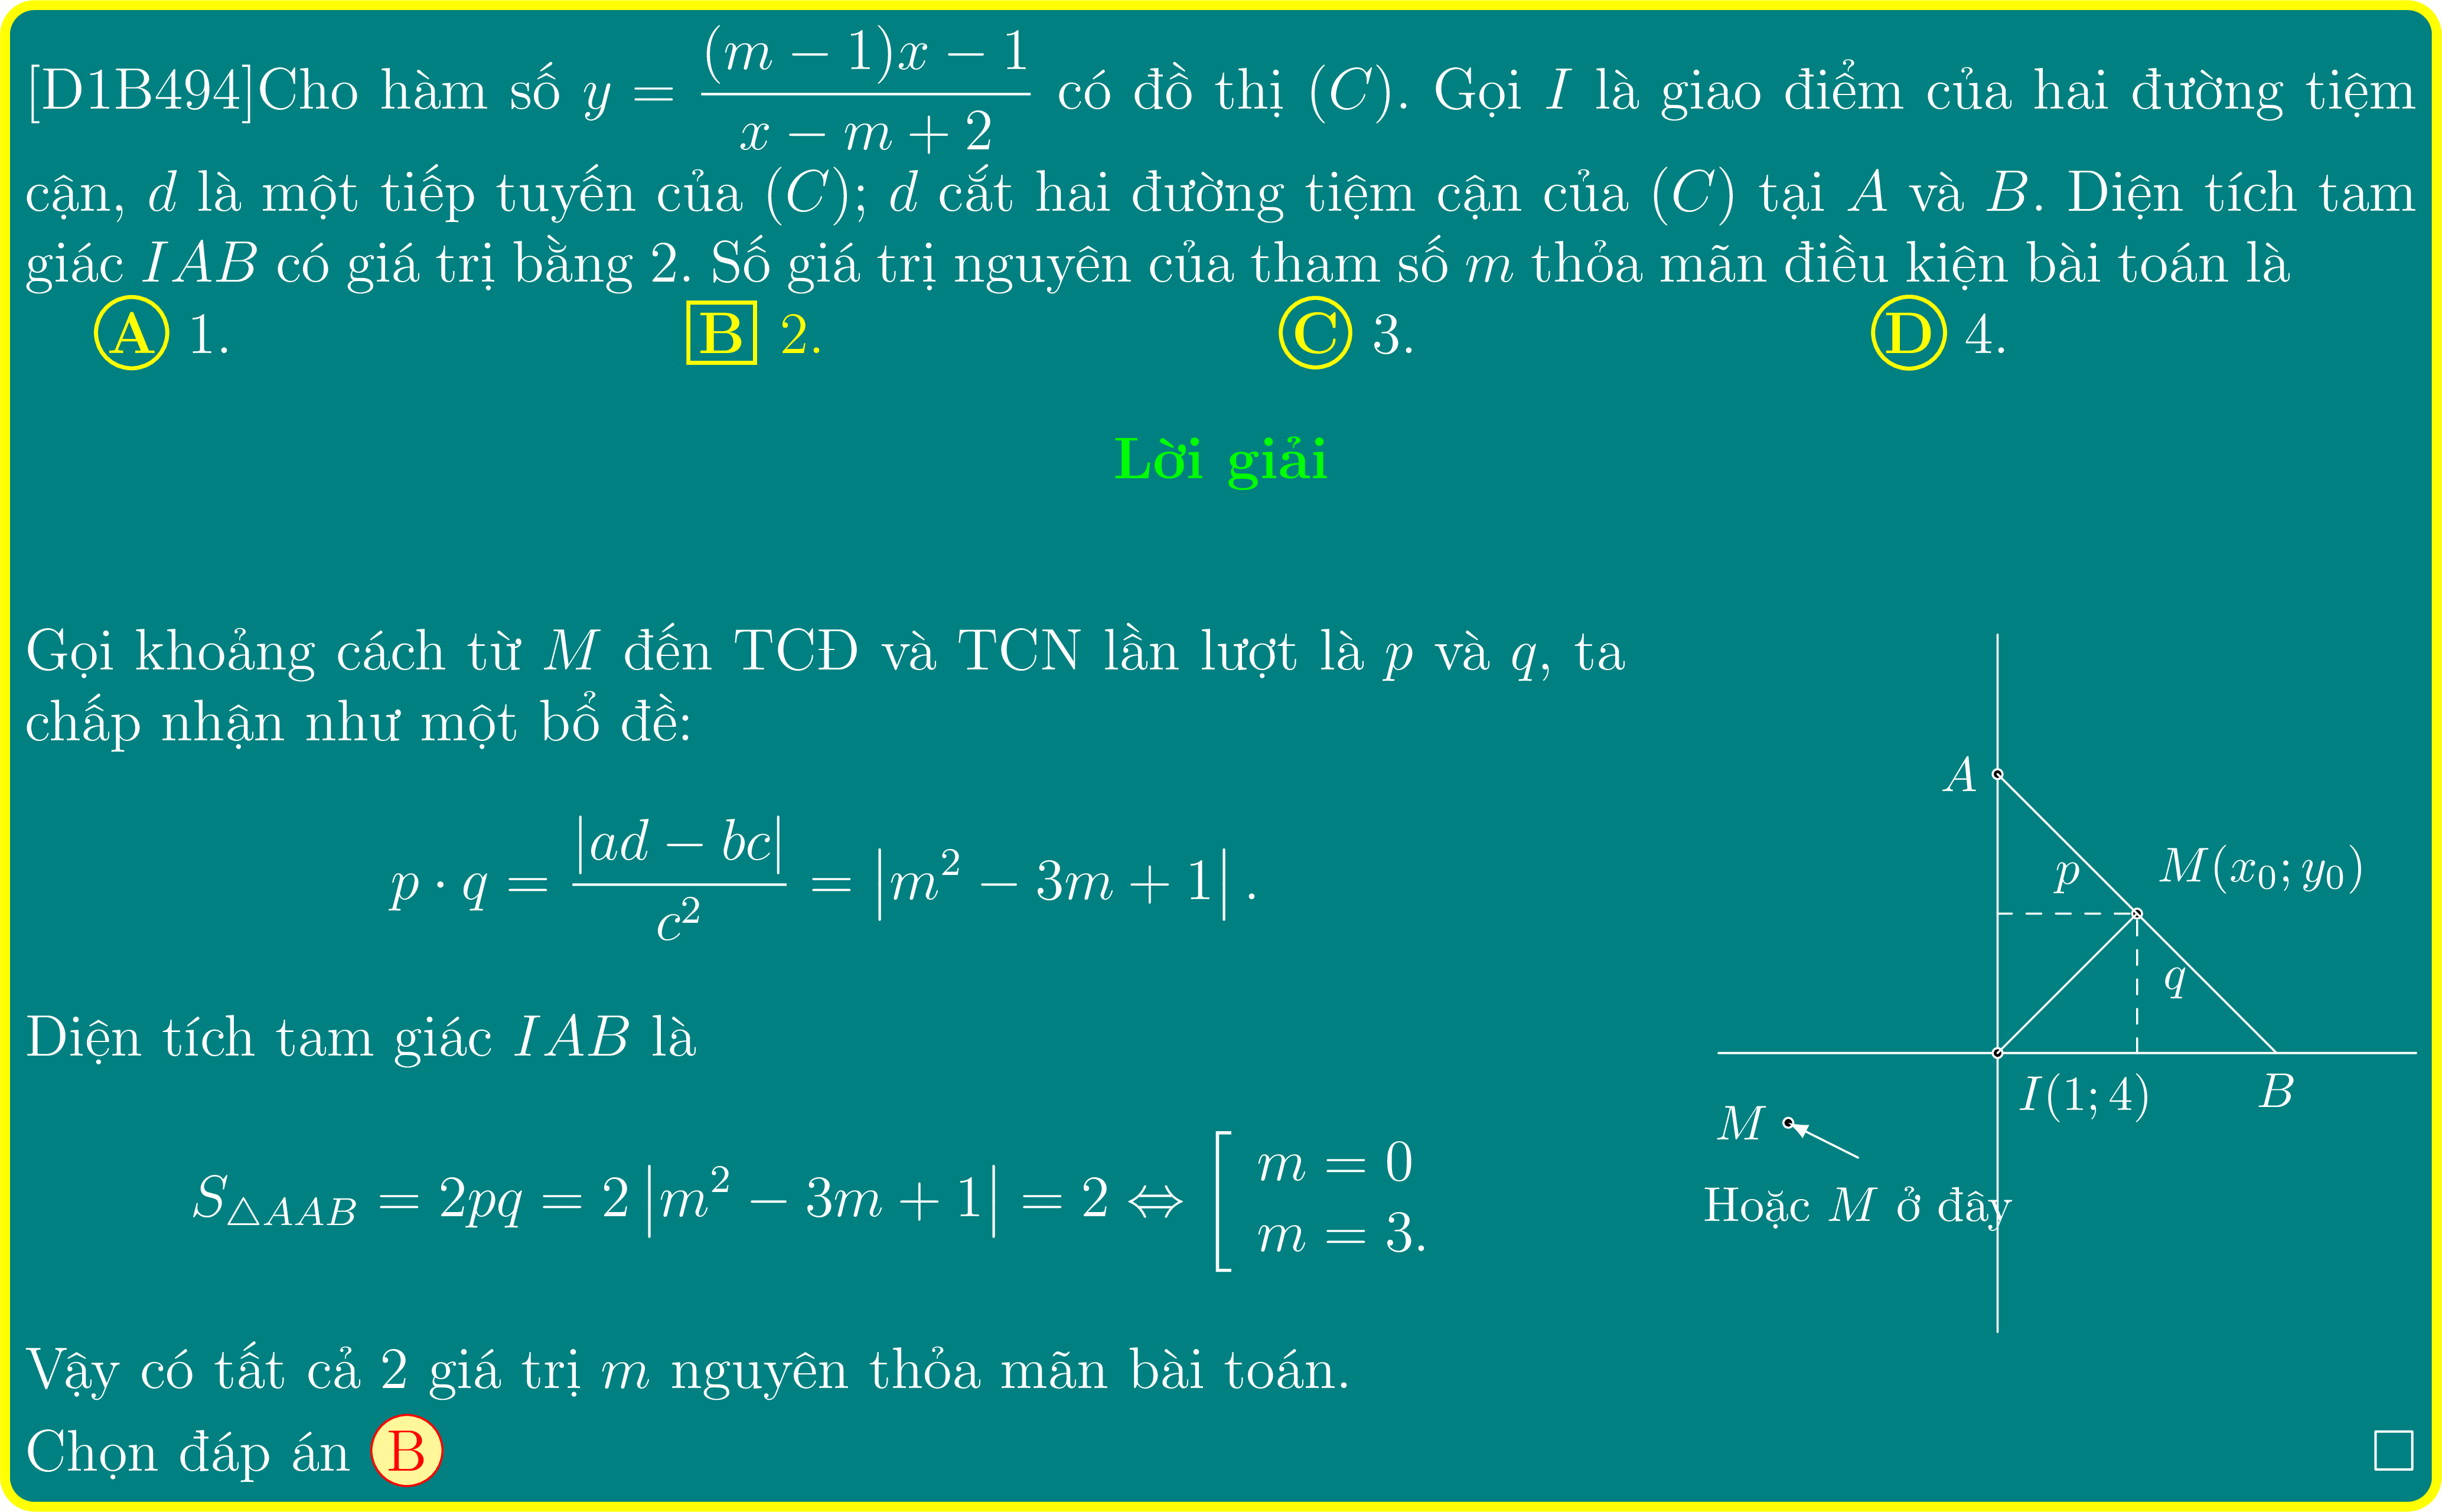 [D1B494]Cho hàm số $y = \dfrac{(m-1)x-1}{x-m+2}$ có đồ thị $(C)$. Gọi $I$ là giao điểm của hai đường tiệm
cận, $d$ là một tiếp tuyến của $(C)$; $d$ cắt hai đường tiệm cận của $(C)$ tại $A$ và $B$. Diện tích tam
giác $IAB$ có giá trị bằng 2. Số giá trị nguyên của tham số $m$ thỏa mãn điều kiện bài toán là
A 1. B 2. C 3. D 4.
Lời giải
Gọi khoảng cách từ $M$ đến TCĐ và TCN lần lượt là $p$ và $q$, ta
chấp nhận như một bổ đề:
$p \cdot q = \dfrac{|ad-bc|}{c^2} = \left|m^2-3m+1\right|.$
Diện tích tam giác $IAB$ là
$S_{\triangle AAB} = 2pq = 2\left|m^2-3m+1\right| = 2 \Leftrightarrow \left[\begin{array}{l} m=0 \\ m=3. \end{array}\right.$
Vậy có tất cả 2 giá trị $m$ nguyên thỏa mãn bài toán.
Chọn đáp án B □
$A$
$p$
$M(x_0; y_0)$
$q$
$I(1; 4)$
$B$
$M$
Hoặc $M$ ở đây